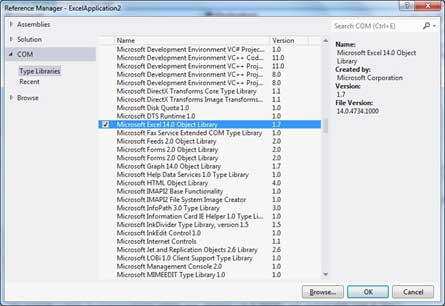 Reference Manager - ExcelApplication2
Assemblies
Solution
COM
Type Libraries
Recent
Browse
Search COM (Ctrl+E)
Name Version
Microsoft Development Environment VC# Projec... 1.0
Microsoft Development Environment VC++ Cod... 11.0
Microsoft Development Environment VC++ Proj... 11.0
Microsoft Development Environment VC++ Proj... 8.0
Microsoft Development Environment VC++ Proj... 8.0
Microsoft DirectX Transforms Core Type Library 1.1
Microsoft DirectX Transforms Image Transforms... 1.1
Microsoft Disk Quota 1.0 1.0
Microsoft DTS Runtime 1.0 1.0
Microsoft Excel 14.0 Object Library 1.7
Microsoft Fax Service Extended COM Type Library 1.0
Microsoft Feeds 2.0 Object Library 2.0
Microsoft Forms 2.0 Object Library 2.0
Microsoft Forms 2.0 Object Library 2.0
Microsoft Graph 14.0 Object Library 1.7
Microsoft Help Data Services 1.0 Type Library 1.0
Microsoft HTML Object Library 4.0
Microsoft IMAPI2 Base Functionality 1.0
Microsoft IMAPI2 File System Image Creator 1.0
Microsoft InfoPath 3.0 Type Library 3.0
Microsoft Information Card IE Helper 1.0 Type Li... 1.0
Microsoft InkDivider Type Library, version 1.5 1.5
Microsoft InkEdit Control 1.0 1.0
Microsoft Internet Controls 1.1
Microsoft Jet and Replication Objects 2.6 Library 2.6
Microsoft LOBi 1.0 Client Support Type Library 1.0
Microsoft Management Console 2.0 1.0
Microsoft MIMEEDIT Type Library 1.0 1.0
Name:
Microsoft Excel 14.0 Object
Library
Created by:
Microsoft Corporation
Version:
1.7
File Version:
14.0.4734.1000
Browse... OK Cancel